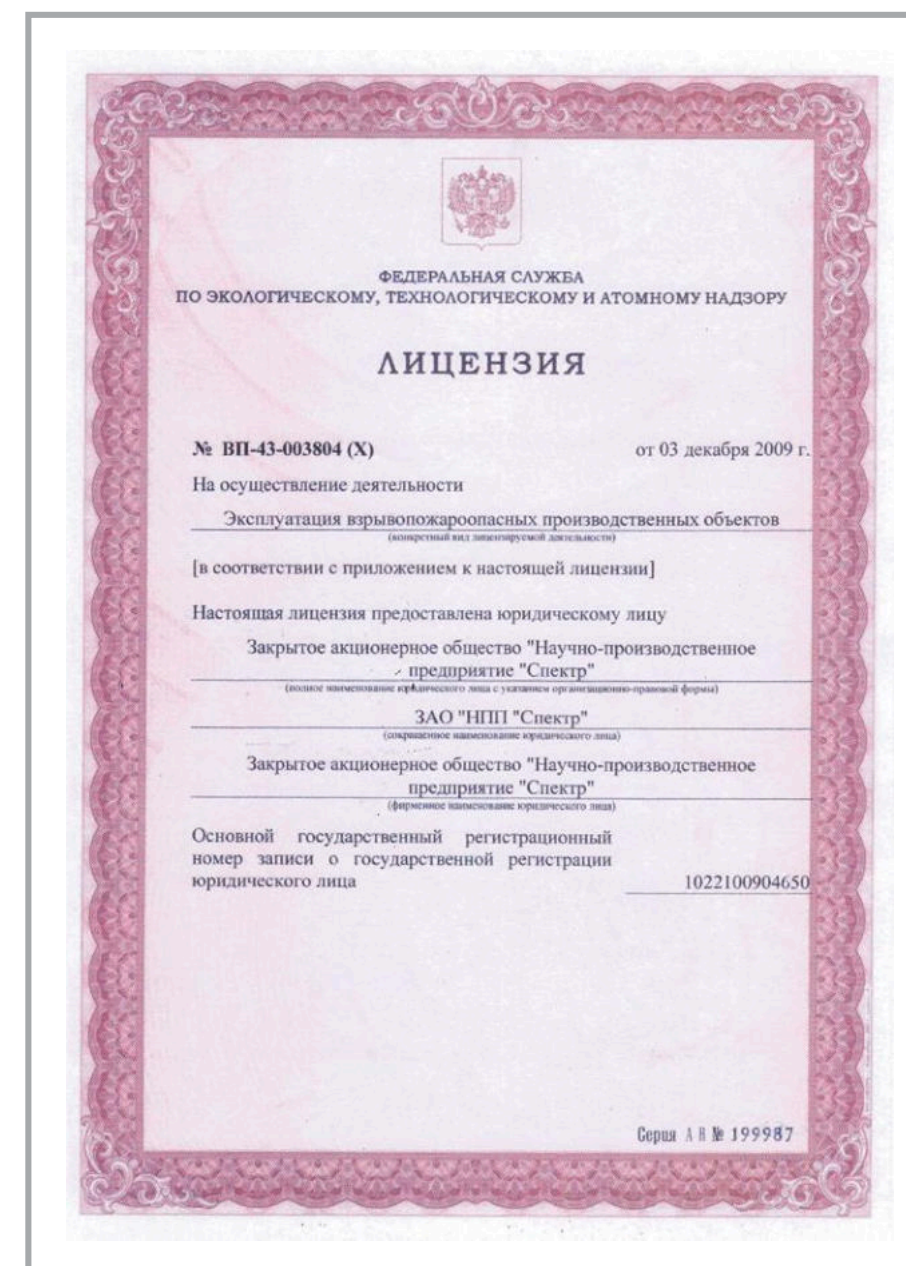 ФЕДЕРАЛЬНАЯ СЛУЖБА
ПО ЭКОЛОГИЧЕСКОМУ, ТЕХНОЛОГИЧЕСКОМУ И АТОМНОМУ НАДЗОРУ
ЛИЦЕНЗИЯ
№ ВП-43-003804 (Х) от 03 декабря 2009 г.
На осуществление деятельности
Эксплуатация взрывопожароопасных производственных объектов
(конкретный вид лицензируемой деятельности)
[в соответствии с приложением к настоящей лицензии]
Настоящая лицензия предоставлена юридическому лицу
Закрытое акционерное общество "Научно-производственное
предприятие "Спектр"
(полное наименование юридического лица с указанием организационно-правовой формы)
ЗАО "НПП "Спектр"
(сокращенное наименование юридического лица)
Закрытое акционерное общество "Научно-производственное
предприятие "Спектр"
(фирменное наименование юридического лица)
Основной государственный регистрационный
номер записи о государственной регистрации
юридического лица 1022100904650
Серия А В № 199987